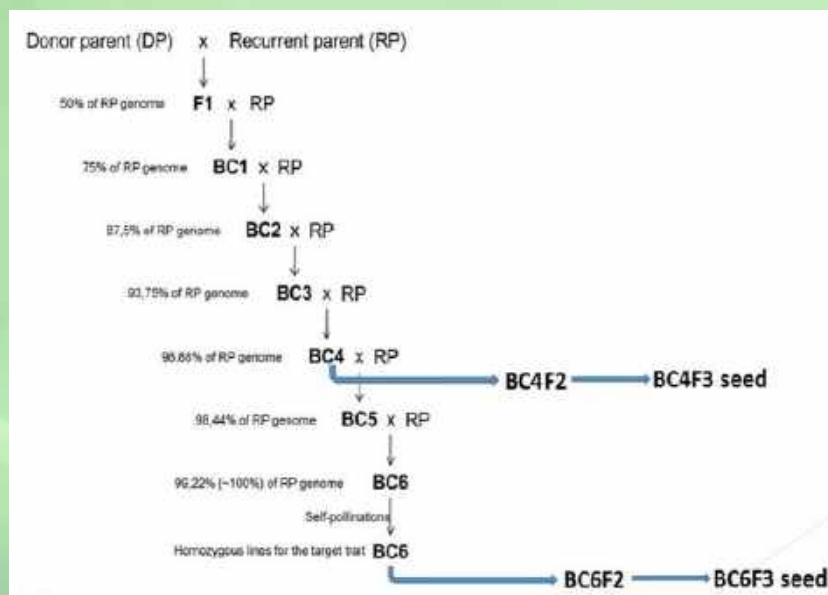 Donor parent (DP) x Recurrent parent (RP)
50% of RP genome F1 x RP
75% of RP genome BC1 x RP
87,5% of RP genome BC2 x RP
93,75% of RP genome BC3 x RP
96.88% of RP genome BC4 x RP
BC4F2 BC4F3 seed
98,44% of RP genome BC5 x RP
99,22% (~100%) of RP genome BC6
Self-pollinations
Homozygous lines for the target trait BC6
BC6F2 BC6F3 seed